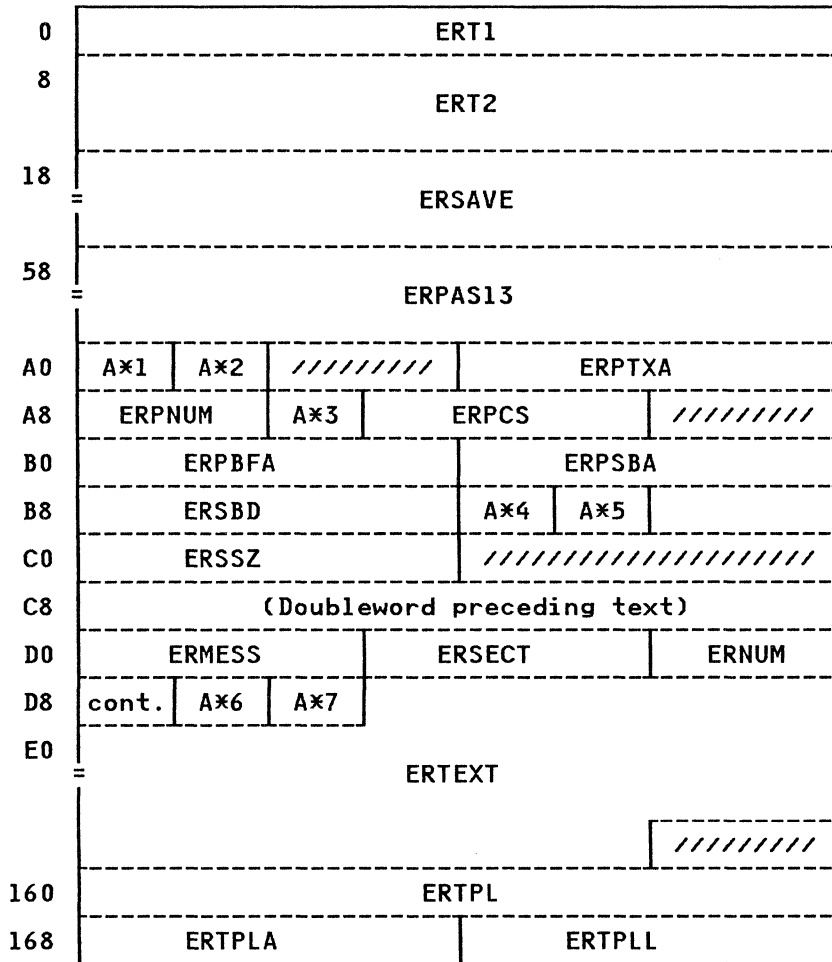 0 ERT1
8
ERT2
18
= ERSAVE
58
= ERPAS13
A0 A*1 A*2 ///////// ERPTXA
A8 ERPNUM A*3 ERPCS /////////
B0 ERPBFA ERPSBA
B8 ERSBD A*4 A*5
C0 ERSSZ /////////////////////
C8 (Doubleword preceding text)
D0 ERMESS ERSECT ERNUM
D8 cont. A*6 A*7
E0
= ERTEXT
/////////
160 ERTPL
168 ERTPLA ERTPLL